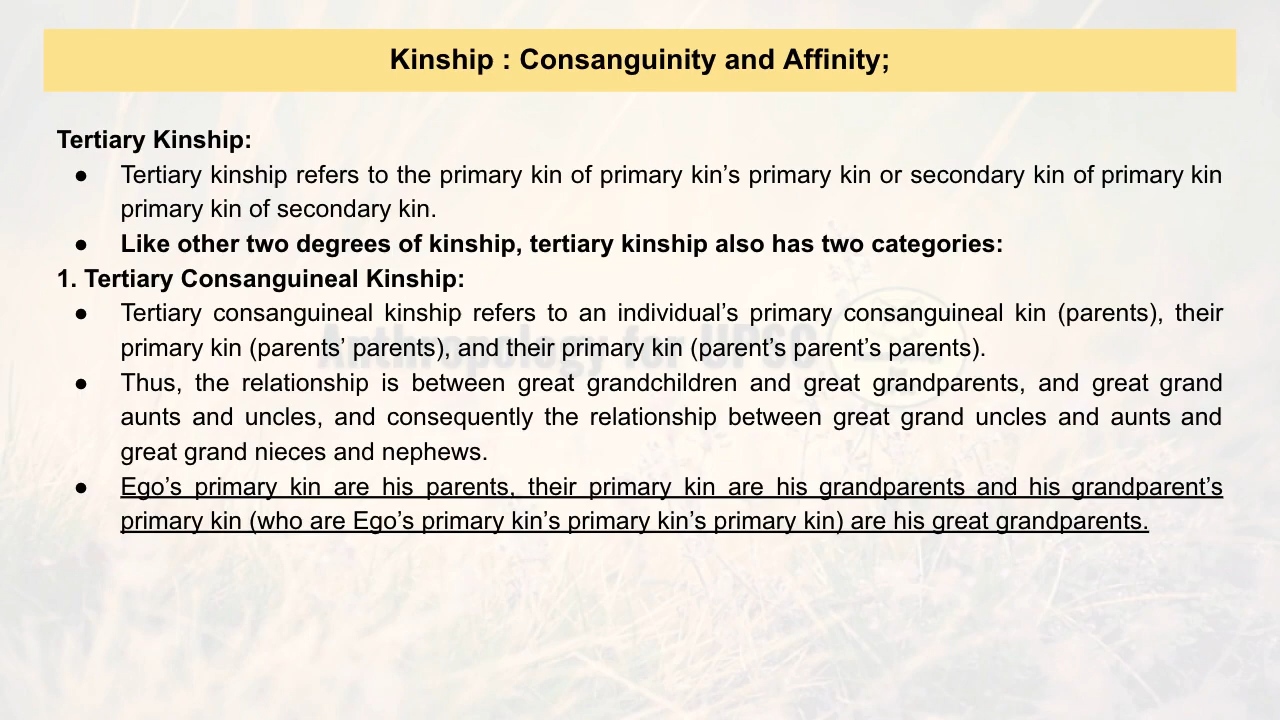 Kinship : Consanguinity and Affinity;
Tertiary Kinship:
● Tertiary kinship refers to the primary kin of primary kin’s primary kin or secondary kin of primary kin
primary kin of secondary kin.
● Like other two degrees of kinship, tertiary kinship also has two categories:
1. Tertiary Consanguineal Kinship:
● Tertiary consanguineal kinship refers to an individual’s primary consanguineal kin (parents), their
primary kin (parents’ parents), and their primary kin (parent’s parent’s parents).
Anthropology for UPSC
● Thus, the relationship is between great grandchildren and great grandparents, and great grand
aunts and uncles, and consequently the relationship between great grand uncles and aunts and
great grand nieces and nephews.
● Ego’s primary kin are his parents, their primary kin are his grandparents and his grandparent’s
primary kin (who are Ego’s primary kin’s primary kin’s primary kin) are his great grandparents.